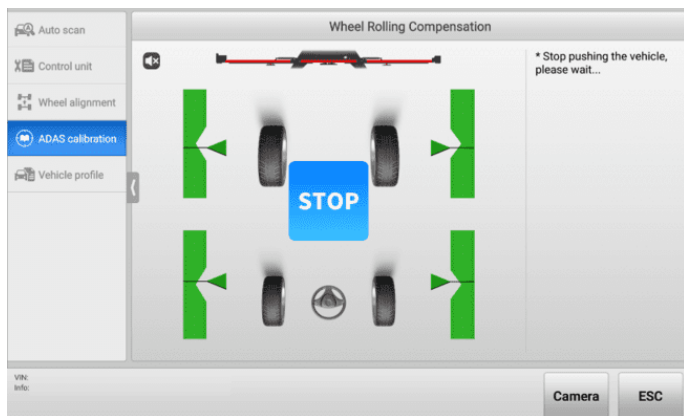 Wheel Rolling Compensation
Auto scan
Control unit
Wheel alignment
ADAS calibration
Vehicle profile
* Stop pushing the vehicle,
please wait...
STOP
VIN:
Info:
Camera
ESC